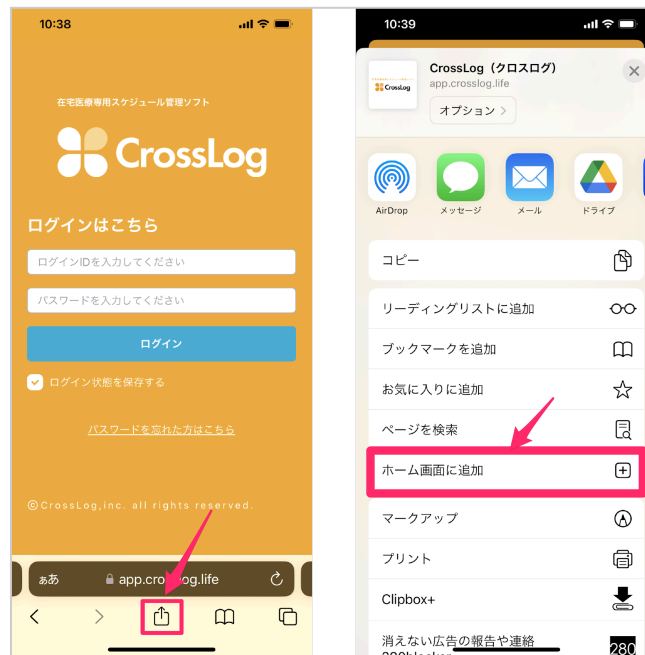 10:38
在宅医療専用スケジュール管理ソフト
CrossLog
ログインはこちら
ログインIDを入力してください
パスワードを入力してください
ログイン
ログイン状態を保存する
パスワードを忘れた方はこちら
©CrossLog,inc. all rights reserved.
ぁあ app.crosslog.life
10:39
CrossLog
CrossLog（クロスログ）
app.crosslog.life
オプション
AirDrop メッセージ メール ドライブ
コピー
リーディングリストに追加
ブックマークを追加
お気に入りに追加
ページを検索
ホーム画面に追加
マークアップ
プリント
Clipbox+
消えない広告の報告や連絡
280blocker
280